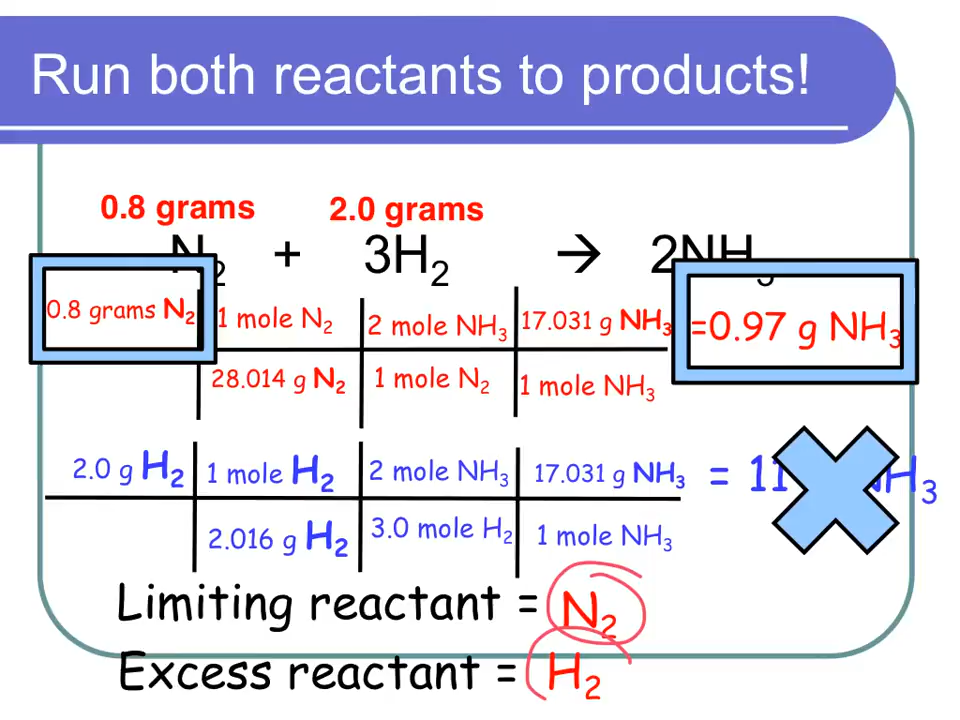 Run both reactants to products!
0.8 grams 2.0 grams
N₂ + 3H₂ → 2NH₃
0.8 grams N₂ 1 mole N₂ 2 mole NH₃ 17.031 g NH₃ =0.97 g NH₃
28.014 g N₂ 1 mole N₂ 1 mole NH₃
2.0 g H₂ 1 mole H₂ 2 mole NH₃ 17.031 g NH₃ = 11 NH₃
2.016 g H₂ 3.0 mole H₂ 1 mole NH₃
Limiting reactant = N₂
Excess reactant = H₂